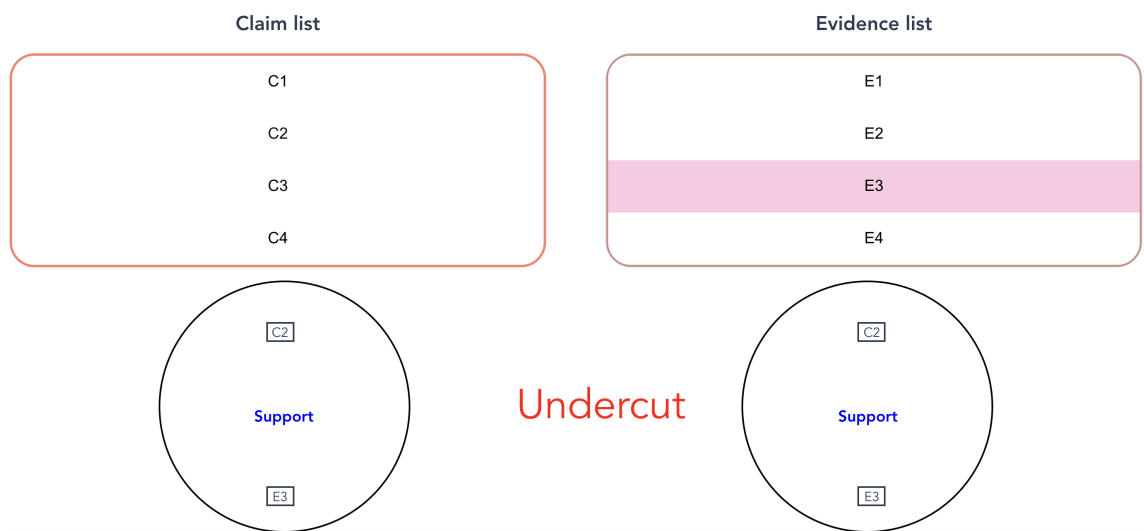 Claim list
C1
C2
C3
C4
Evidence list
E1
E2
E3
E4
C2
Support
E3
Undercut
C2
Support
E3